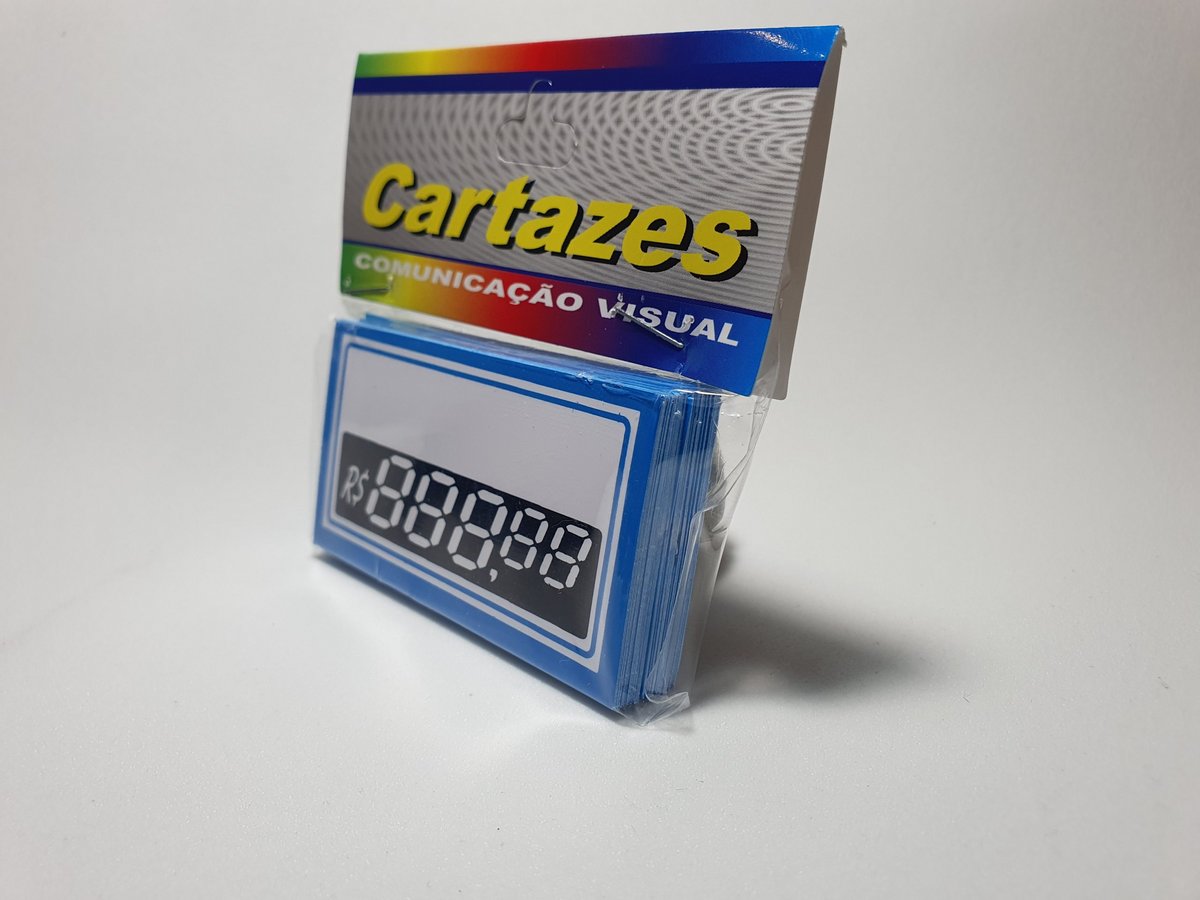 Cartazes
COMUNICAÇÃO VISUAL
R$ 888,88